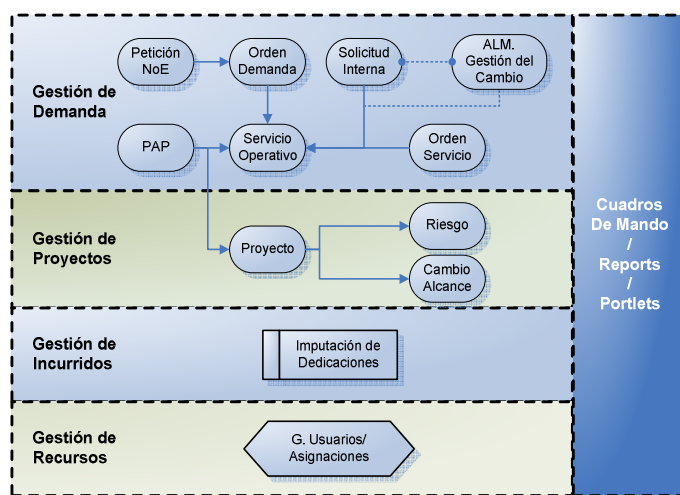 Gestión de
Demanda
Petición
NoE
Orden
Demanda
Solicitud
Interna
ALM.
Gestión del
Cambio
PAP
Servicio
Operativo
Orden
Servicio
Gestión de
Proyectos
Proyecto
Riesgo
Cambio
Alcance
Gestión de
Incurridos
Imputación de
Dedicaciones
Gestión de
Recursos
G. Usuarios/
Asignaciones
Cuadros
De Mando
/
Reports
/
Portlets